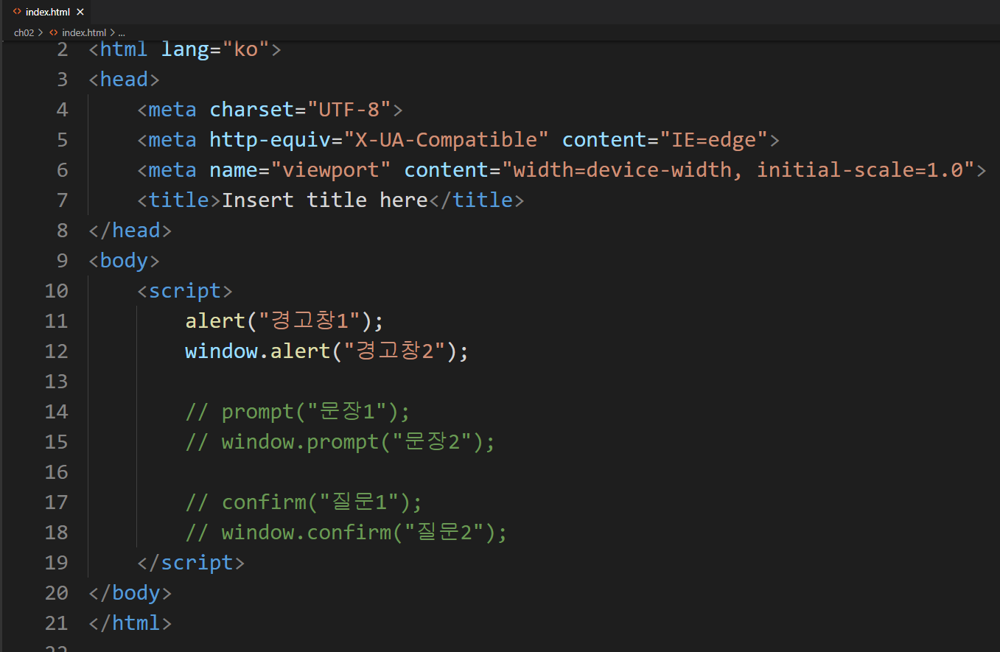 index.html
ch02 > index.html > ...
2 <html lang="ko">
3 <head>
4     <meta charset="UTF-8">
5     <meta http-equiv="X-UA-Compatible" content="IE=edge">
6     <meta name="viewport" content="width=device-width, initial-scale=1.0">
7     <title>Insert title here</title>
8 </head>
9 <body>
10     <script>
11         alert("경고창1");
12         window.alert("경고창2");
13
14         // prompt("문장1");
15         // window.prompt("문장2");
16
17         // confirm("질문1");
18         // window.confirm("질문2");
19     </script>
20 </body>
21 </html>
22